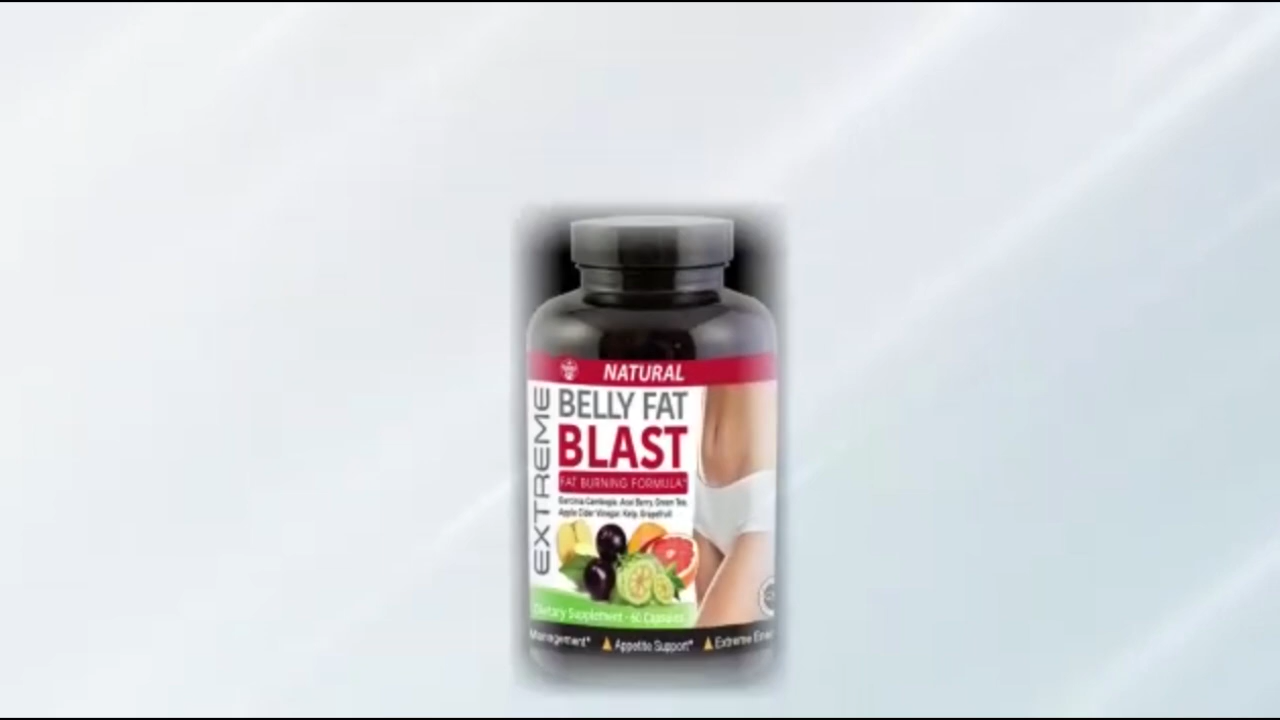 NATURAL
EXTREME
BELLY FAT
BLAST
FAT BURNING FORMULA*
Garcinia Cambogia, Acai Berry, Green Tea,
Apple Cider Vinegar, Kelp, Grapefruit
Dietary Supplement - 60 Capsules
Management* Appetite Support* Extreme